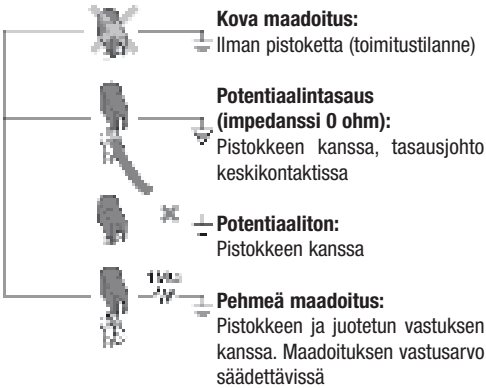 Kova maadoitus:
Ilman pistoketta (toimitustilanne)
Potentiaalintasaus
(impedanssi 0 ohm):
Pistokkeen kanssa, tasausjohto
keskikontaktissa
Potentiaaliton:
Pistokkeen kanssa
Pehmeä maadoitus:
Pistokkeen ja juotetun vastuksen
kanssa. Maadoituksen vastusarvo
säädettävissä